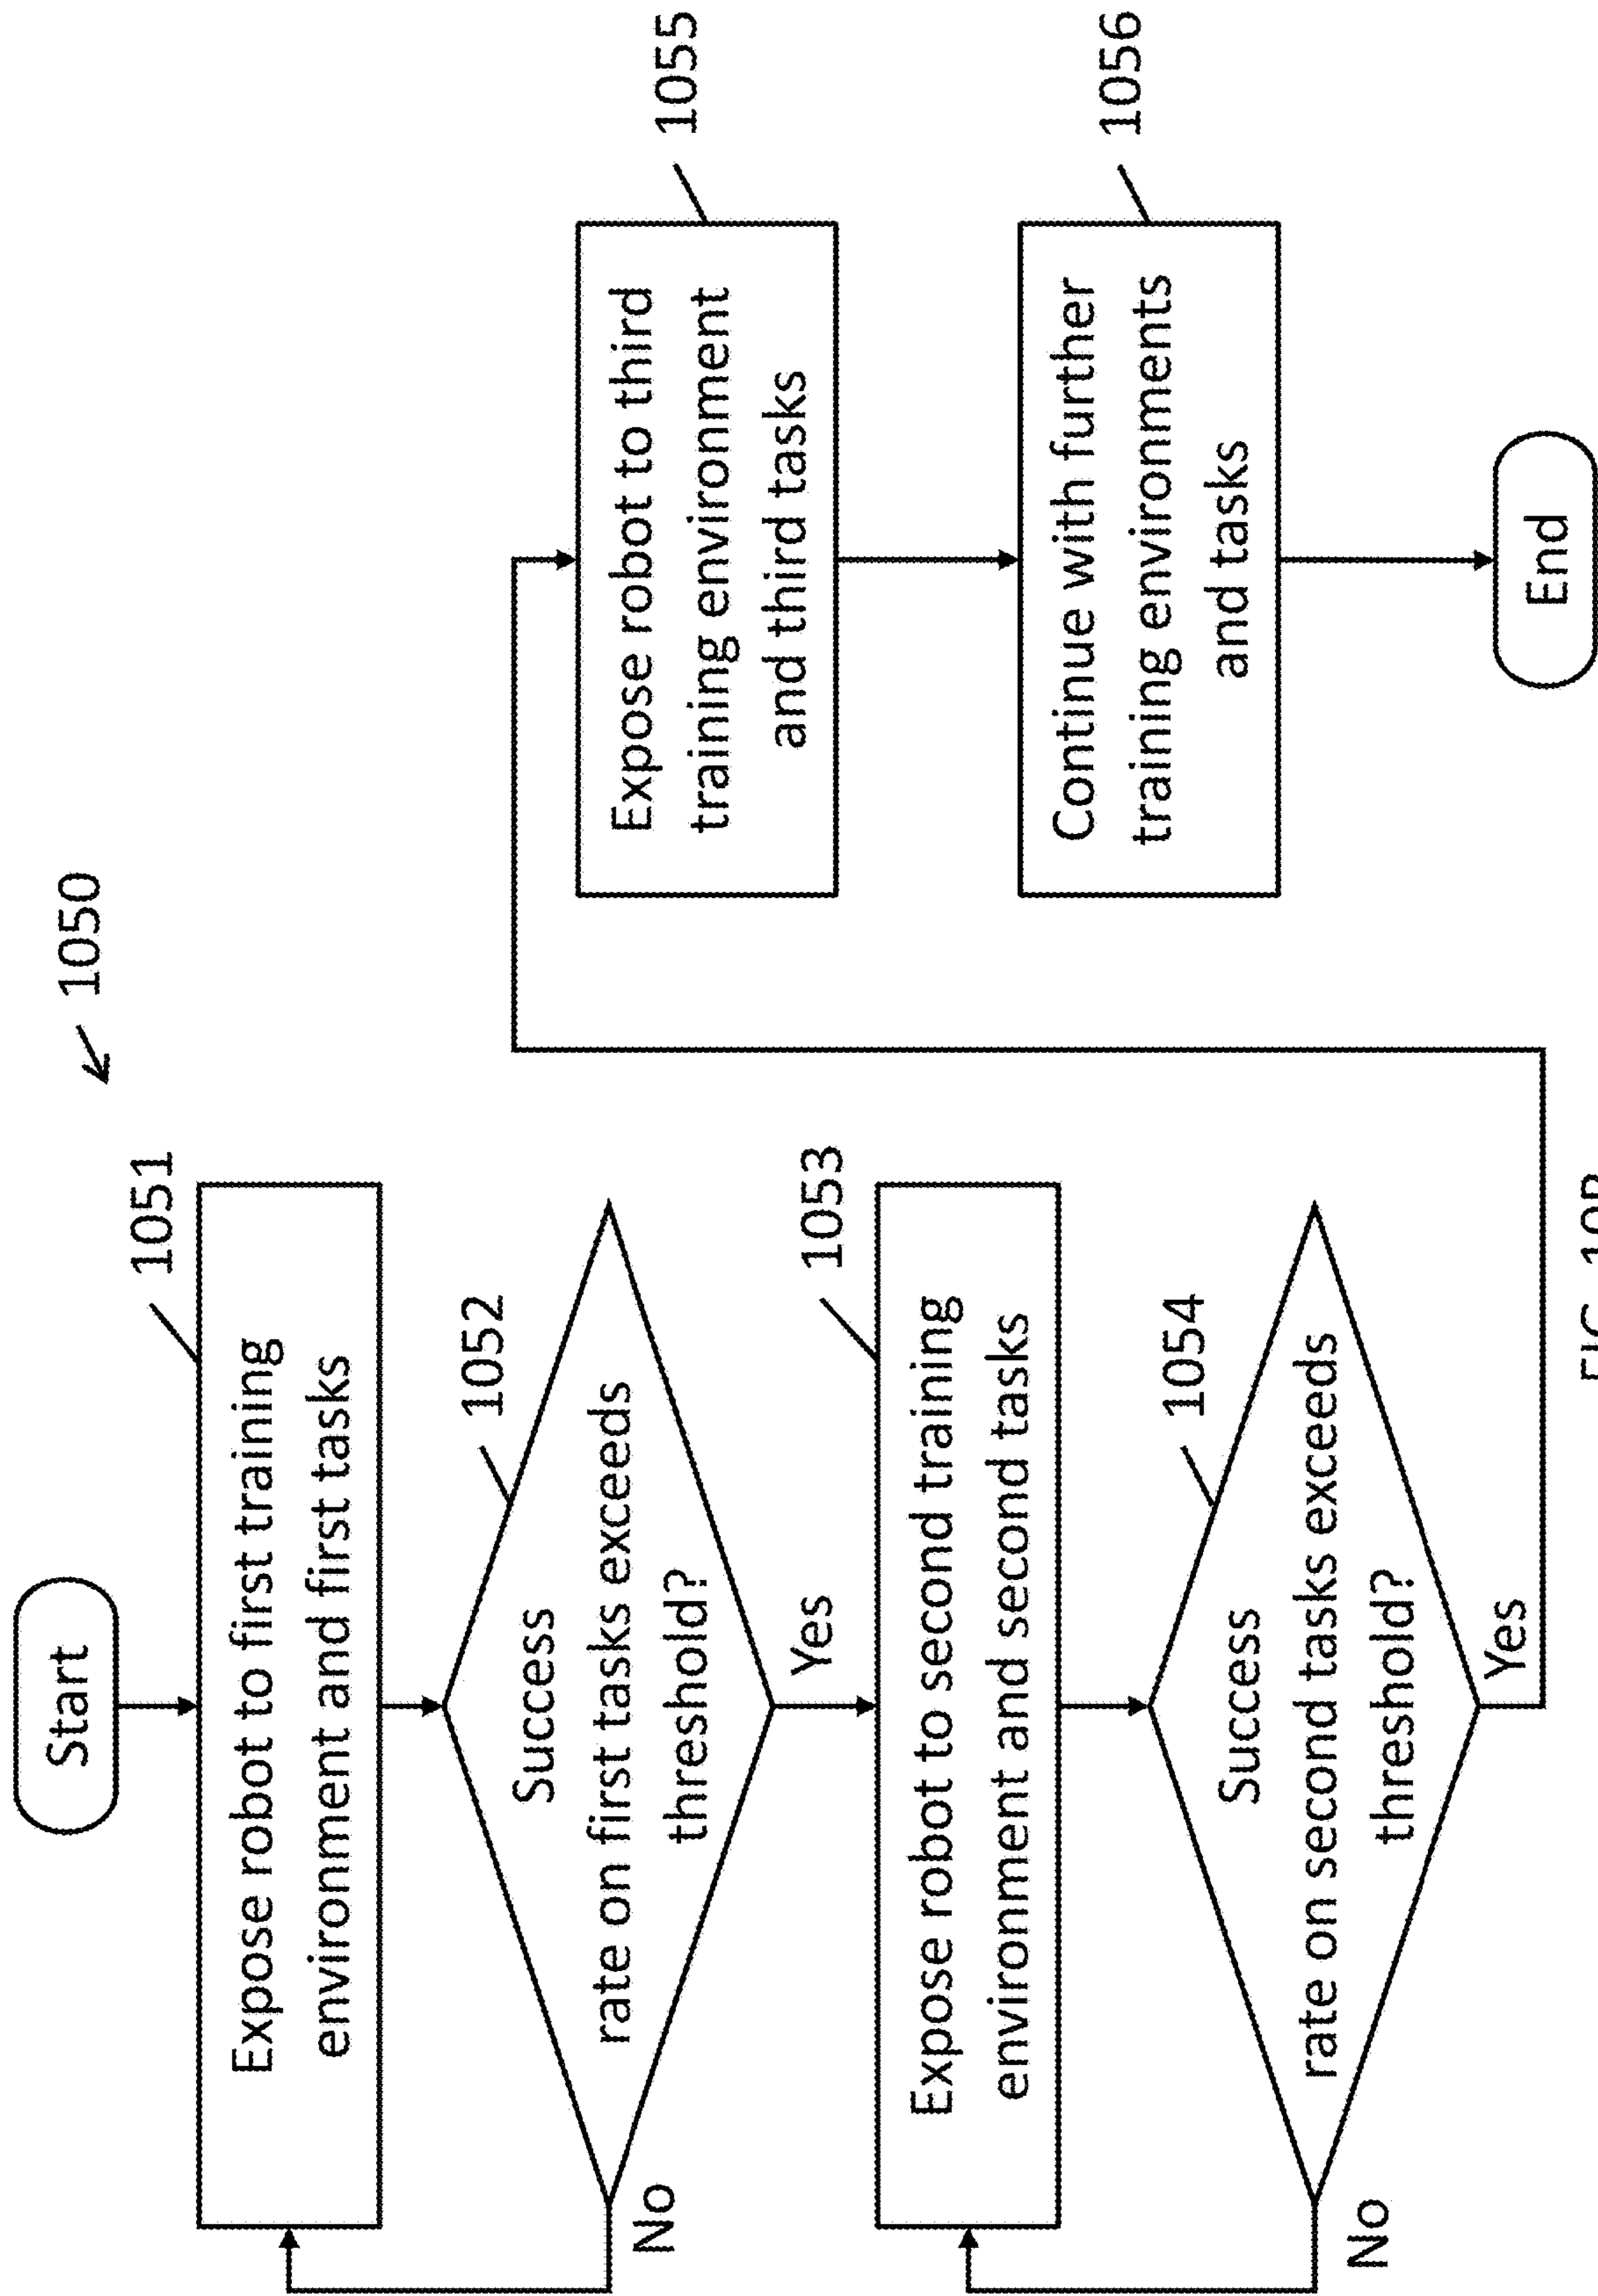 1050
Start
1051
Expose robot to first training
environment and first tasks
1052
Success
rate on first tasks exceeds
threshold?
No
Yes
1053
Expose robot to second training
environment and second tasks
1054
Success
rate on second tasks exceeds
threshold?
No
Yes
1055
Expose robot to third
training environment
and third tasks
1056
Continue with further
training environments
and tasks
End
FIG. 10B